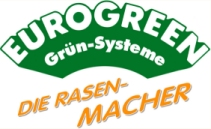 EUROGREEN
Grün-Systeme
DIE RASEN-
MACHER